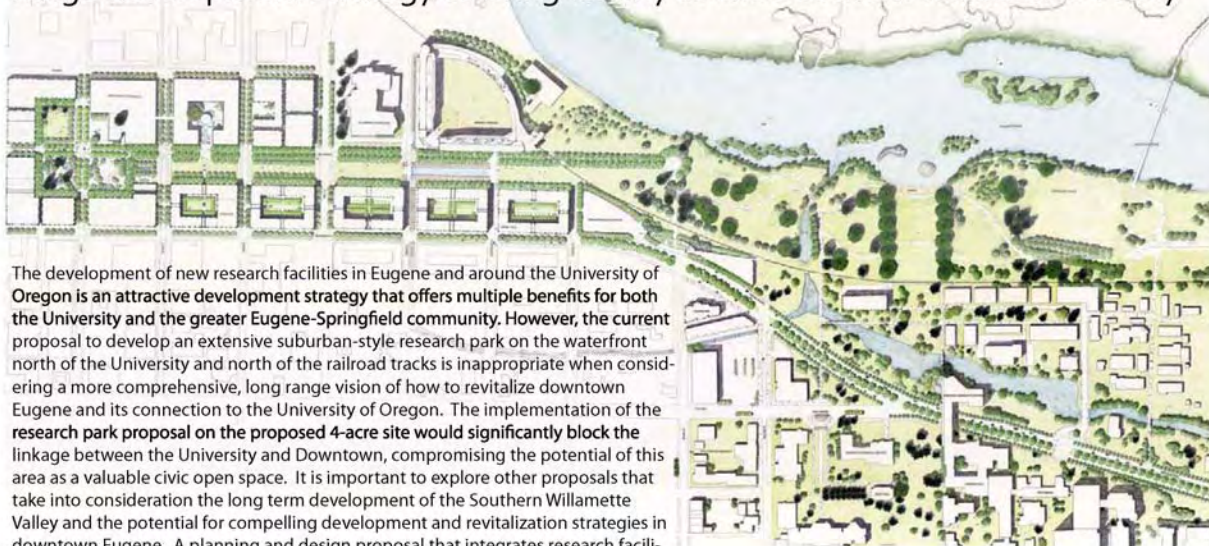 The development of new research facilities in Eugene and around the University of
Oregon is an attractive development strategy that offers multiple benefits for both
the University and the greater Eugene-Springfield community. However, the current
proposal to develop an extensive suburban-style research park on the waterfront
north of the University and north of the railroad tracks is inappropriate when consid-
ering a more comprehensive, long range vision of how to revitalize downtown
Eugene and its connection to the University of Oregon. The implementation of the
research park proposal on the proposed 4-acre site would significantly block the
linkage between the University and Downtown, compromising the potential of this
area as a valuable civic open space. It is important to explore other proposals that
take into consideration the long term development of the Southern Willamette
Valley and the potential for compelling development and revitalization strategies in
downtown Eugene. A planning and design proposal that integrates research facili-